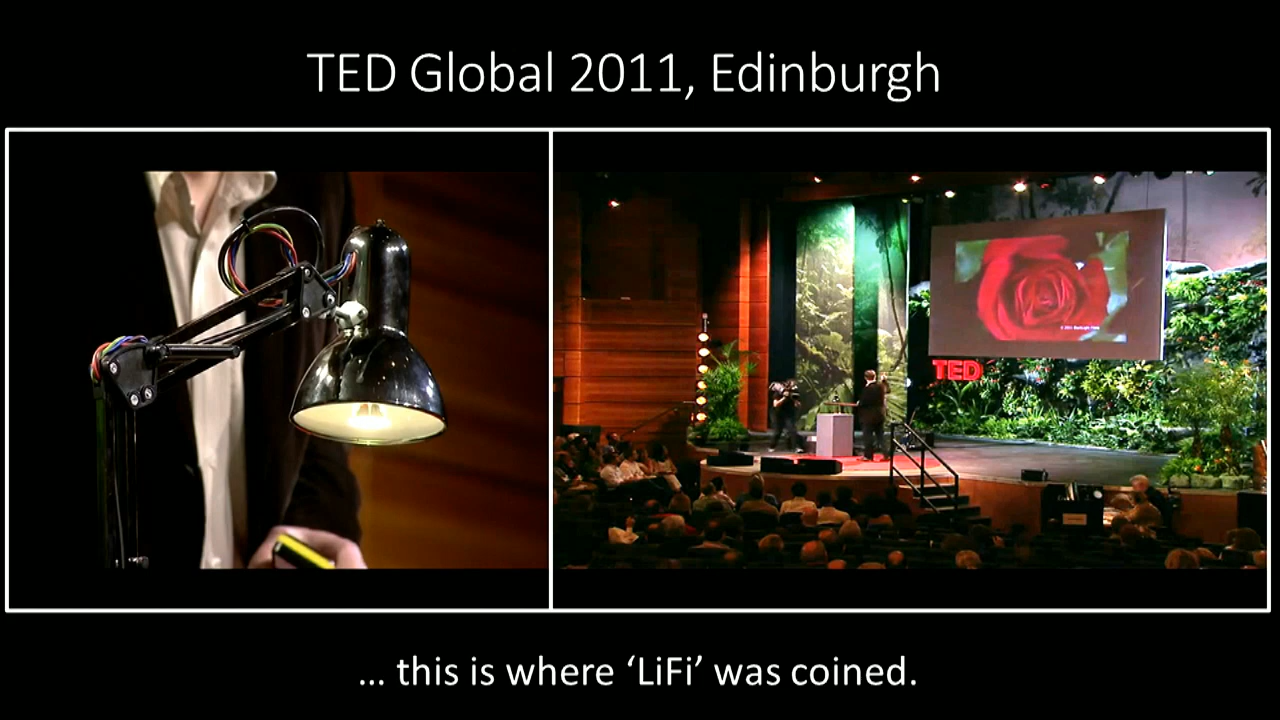 TED Global 2011, Edinburgh
TED
... this is where ‘LiFi’ was coined.